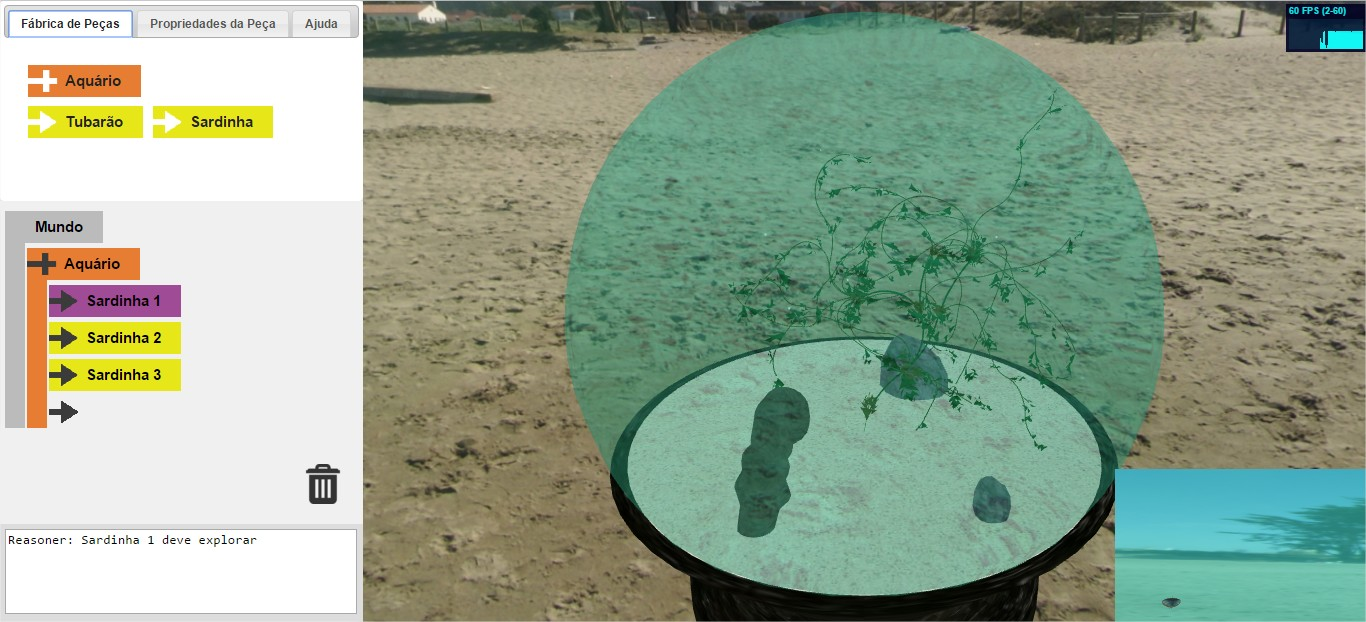 Fábrica de Peças
Propriedades da Peça
Ajuda
60 FPS (2-60)
Aquário
Tubarão
Sardinha
Mundo
Aquário
Sardinha 1
Sardinha 2
Sardinha 3
Reasoner: Sardinha 1 deve explorar